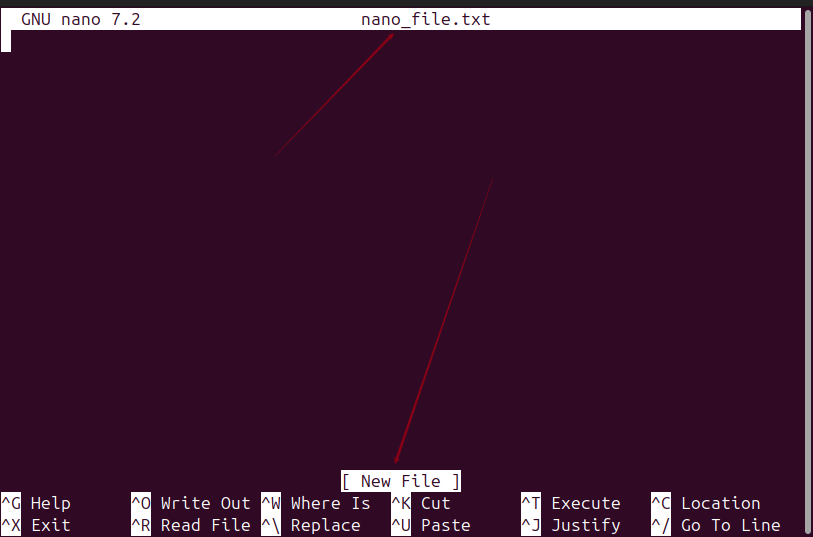 GNU nano 7.2 nano_file.txt
[ New File ]
^G Help ^O Write Out ^W Where Is ^K Cut ^T Execute ^C Location
^X Exit ^R Read File ^\ Replace ^U Paste ^J Justify ^/ Go To Line